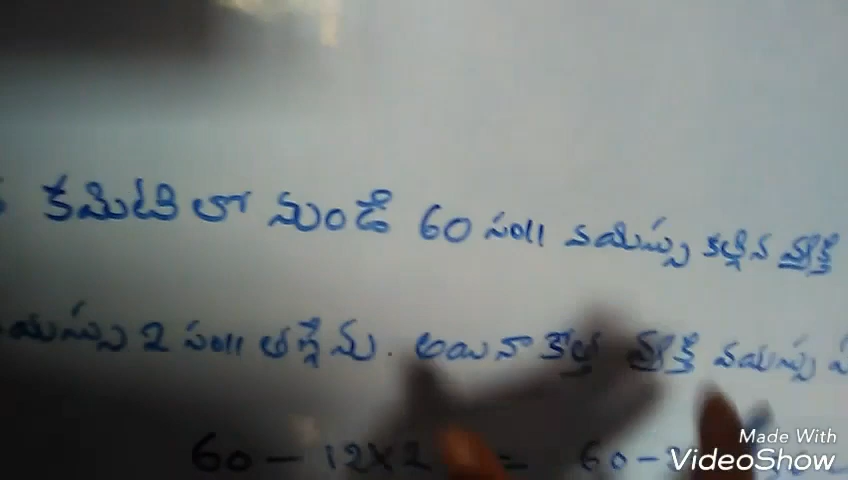 కమిటి లో నుండి 60 సం॥ వయస్సు కల్గిన వ్యక్తి
యస్సు 2 సం॥ తగ్గెను. అయినా కొత్త వ్యక్తి వయస్సు
60 - 12x2 = 60 -
Made With
VideoShow